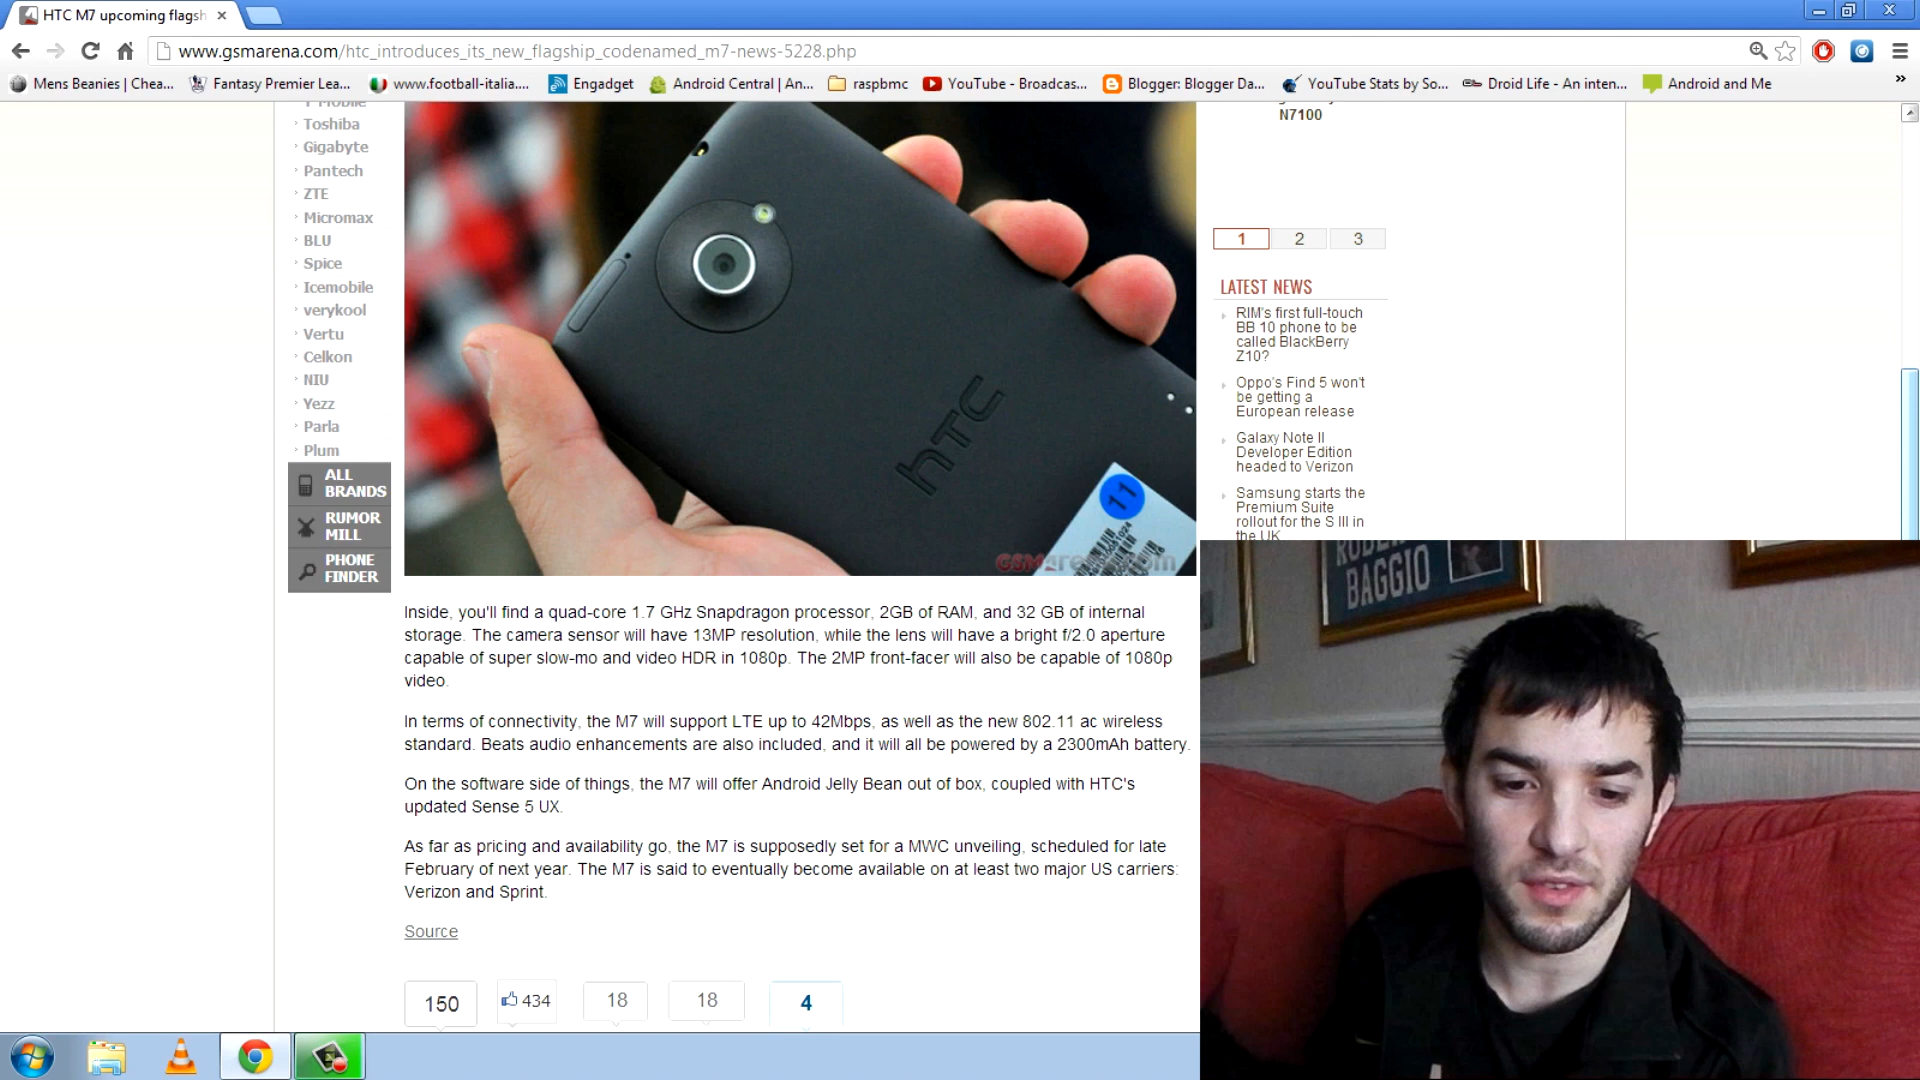 HTC M7 upcoming flagsh
www.gsmarena.com/htc_introduces_its_new_flagship_codenamed_m7-news-5228.php
Mens Beanies | Chea...
Fantasy Premier Lea...
www.football-italia....
Engadget
Android Central | An...
raspbmc
YouTube - Broadcas...
Blogger: Blogger Da...
YouTube Stats by So...
Droid Life - An inten...
Android and Me
T-Mobile
Toshiba
Gigabyte
Pantech
ZTE
Micromax
BLU
Spice
Icemobile
verykool
Vertu
Celkon
NIU
Yezz
Parla
Plum
ALL
BRANDS
RUMOR
MILL
PHONE
FINDER
hTC
11
GSMarena.com
Inside, you'll find a quad-core 1.7 GHz Snapdragon processor, 2GB of RAM, and 32 GB of internal
storage. The camera sensor will have 13MP resolution, while the lens will have a bright f/2.0 aperture
capable of super slow-mo and video HDR in 1080p. The 2MP front-facer will also be capable of 1080p
video.
In terms of connectivity, the M7 will support LTE up to 42Mbps, as well as the new 802.11 ac wireless
standard. Beats audio enhancements are also included, and it will all be powered by a 2300mAh battery.
On the software side of things, the M7 will offer Android Jelly Bean out of box, coupled with HTC's
updated Sense 5 UX.
As far as pricing and availability go, the M7 is supposedly set for a MWC unveiling, scheduled for late
February of next year. The M7 is said to eventually become available on at least two major US carriers:
Verizon and Sprint.
Source
150
434
18
18
4
N7100
1 2 3
LATEST NEWS
RIM's first full-touch
BB 10 phone to be
called BlackBerry
Z10?
Oppo's Find 5 won't
be getting a
European release
Galaxy Note II
Developer Edition
headed to Verizon
Samsung starts the
Premium Suite
rollout for the S III in
the UK
BAGGIO